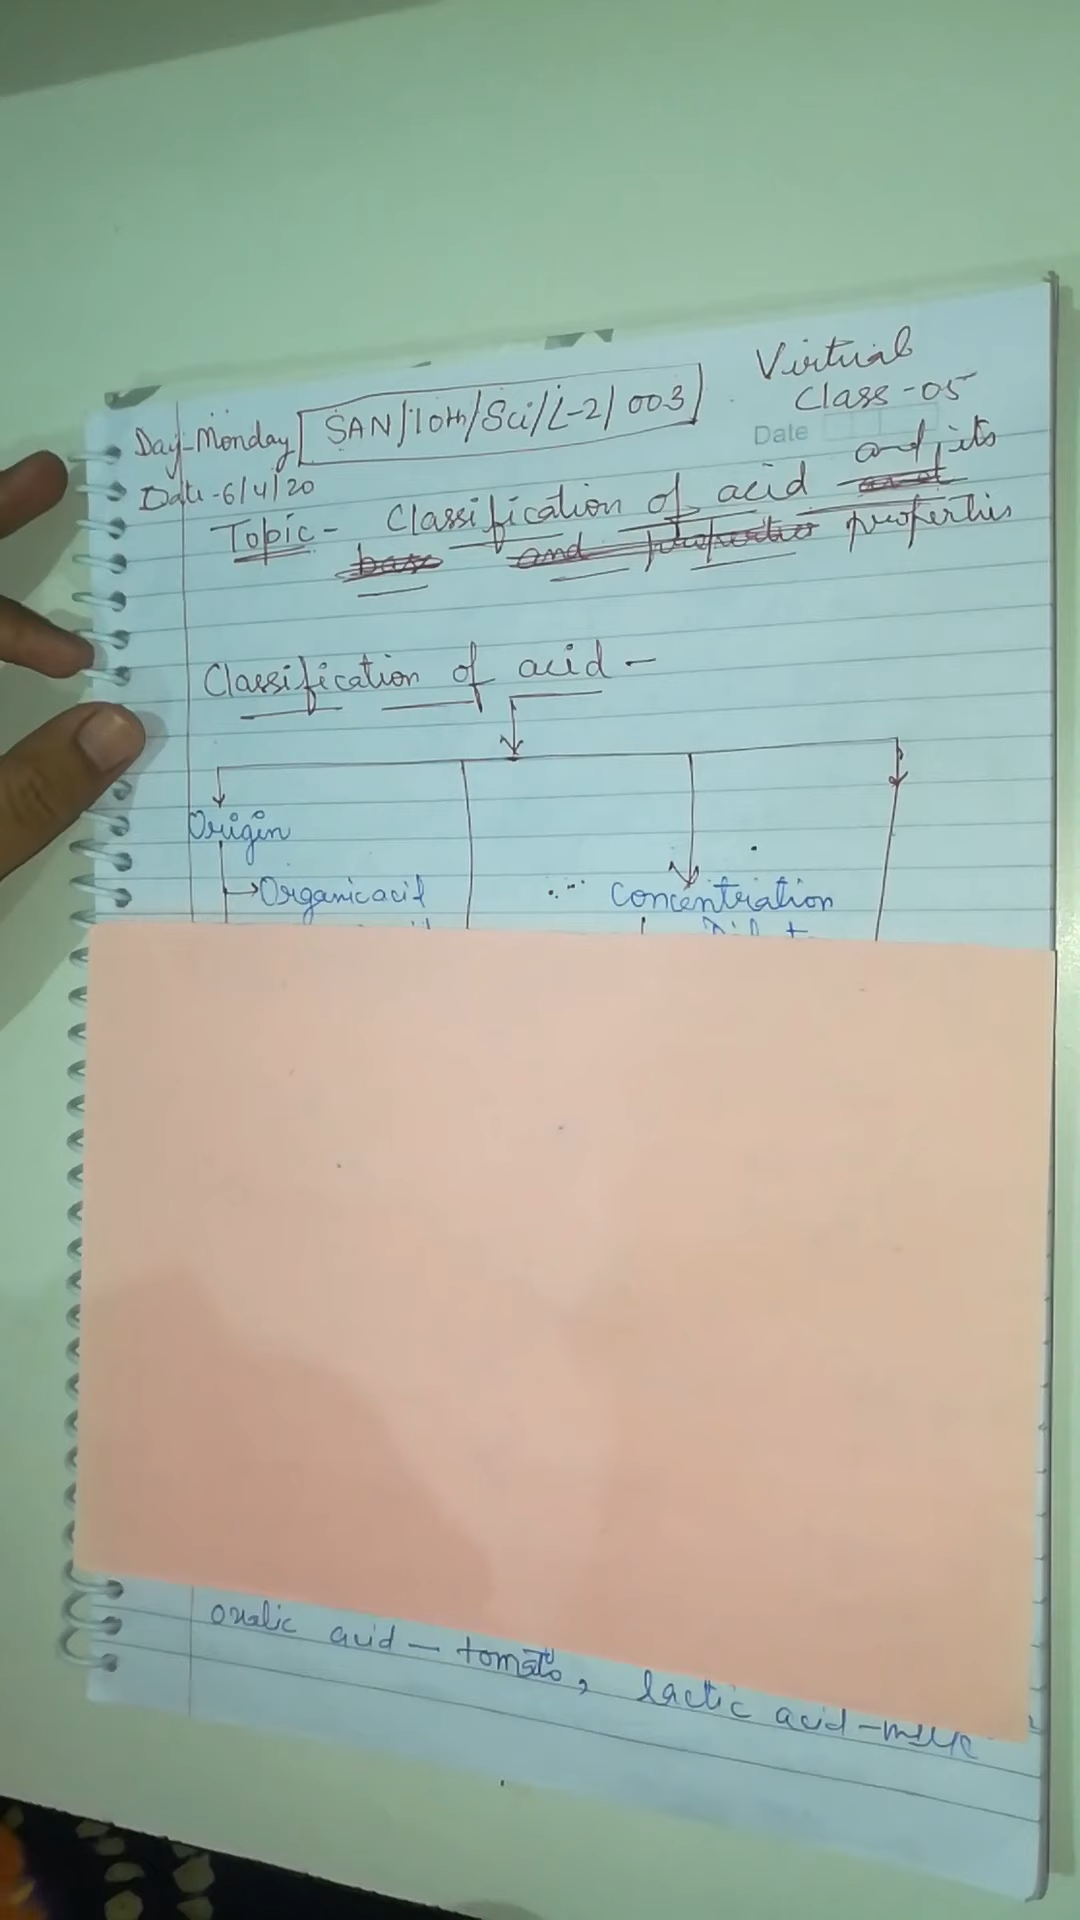 Virtual
Class-05
Day-Monday SAN/10th/Sci/L-2/003
Date
Date-6/4/20
and its
Topic- Classification of acid
properties
Classification of acid -
Origin
Organic acid
Concentration
oxalic acid - tomato, lactic acid - milk